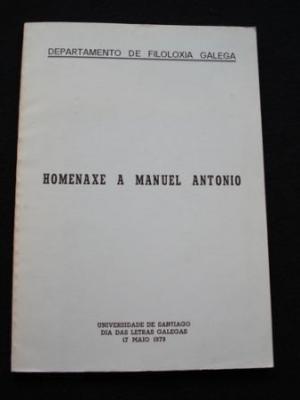 DEPARTAMENTO DE FILOLOXIA GALEGA
HOMENAXE A MANUEL ANTONIO
UNIVERSIDADE DE SANTIAGO
DIA DAS LETRAS GALEGAS
17 MAIO 1979